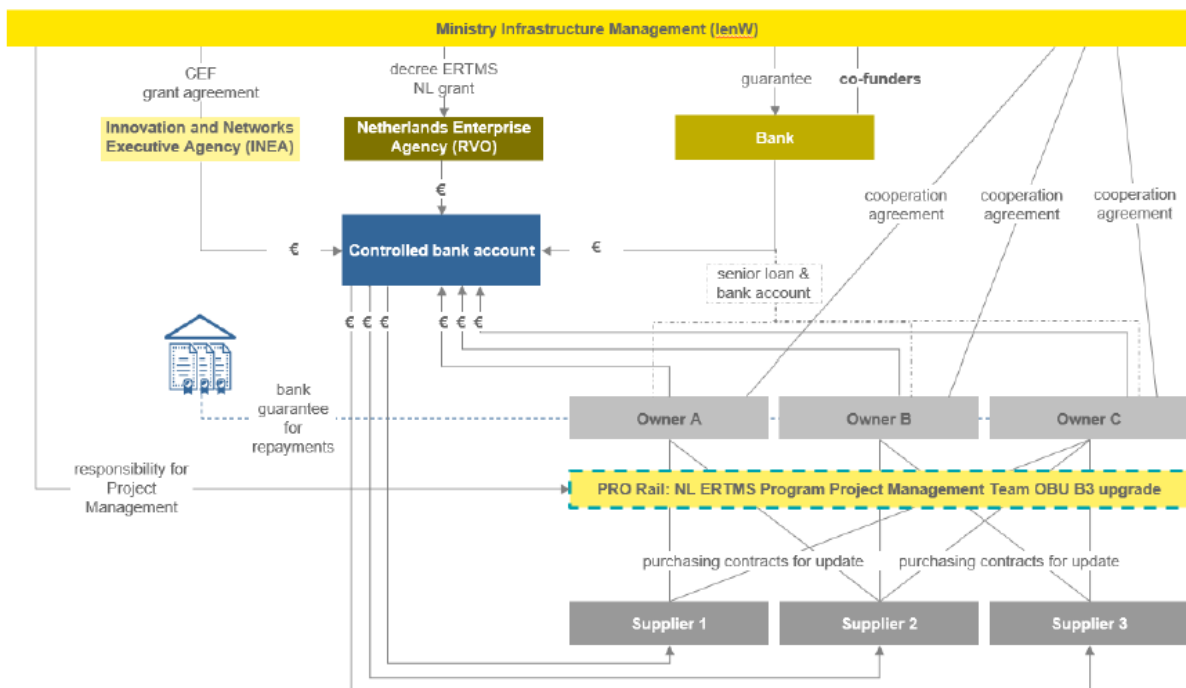 Ministry Infrastructure Management (IenW)
CEF
grant agreement
decree ERTMS
NL grant
guarantee
co-funders
Innovation and Networks
Executive Agency (INEA)
Netherlands Enterprise
Agency (RVO)
Bank
€
cooperation
agreement
cooperation
agreement
cooperation
agreement
€
Controlled bank account
€
senior loan &
bank account
€ € € € € €
bank
guarantee
for
repayments
Owner A
Owner B
Owner C
responsibility for
Project
Management
PRO Rail: NL ERTMS Program Project Management Team OBU B3 upgrade
purchasing contracts for update
purchasing contracts for update
Supplier 1
Supplier 2
Supplier 3